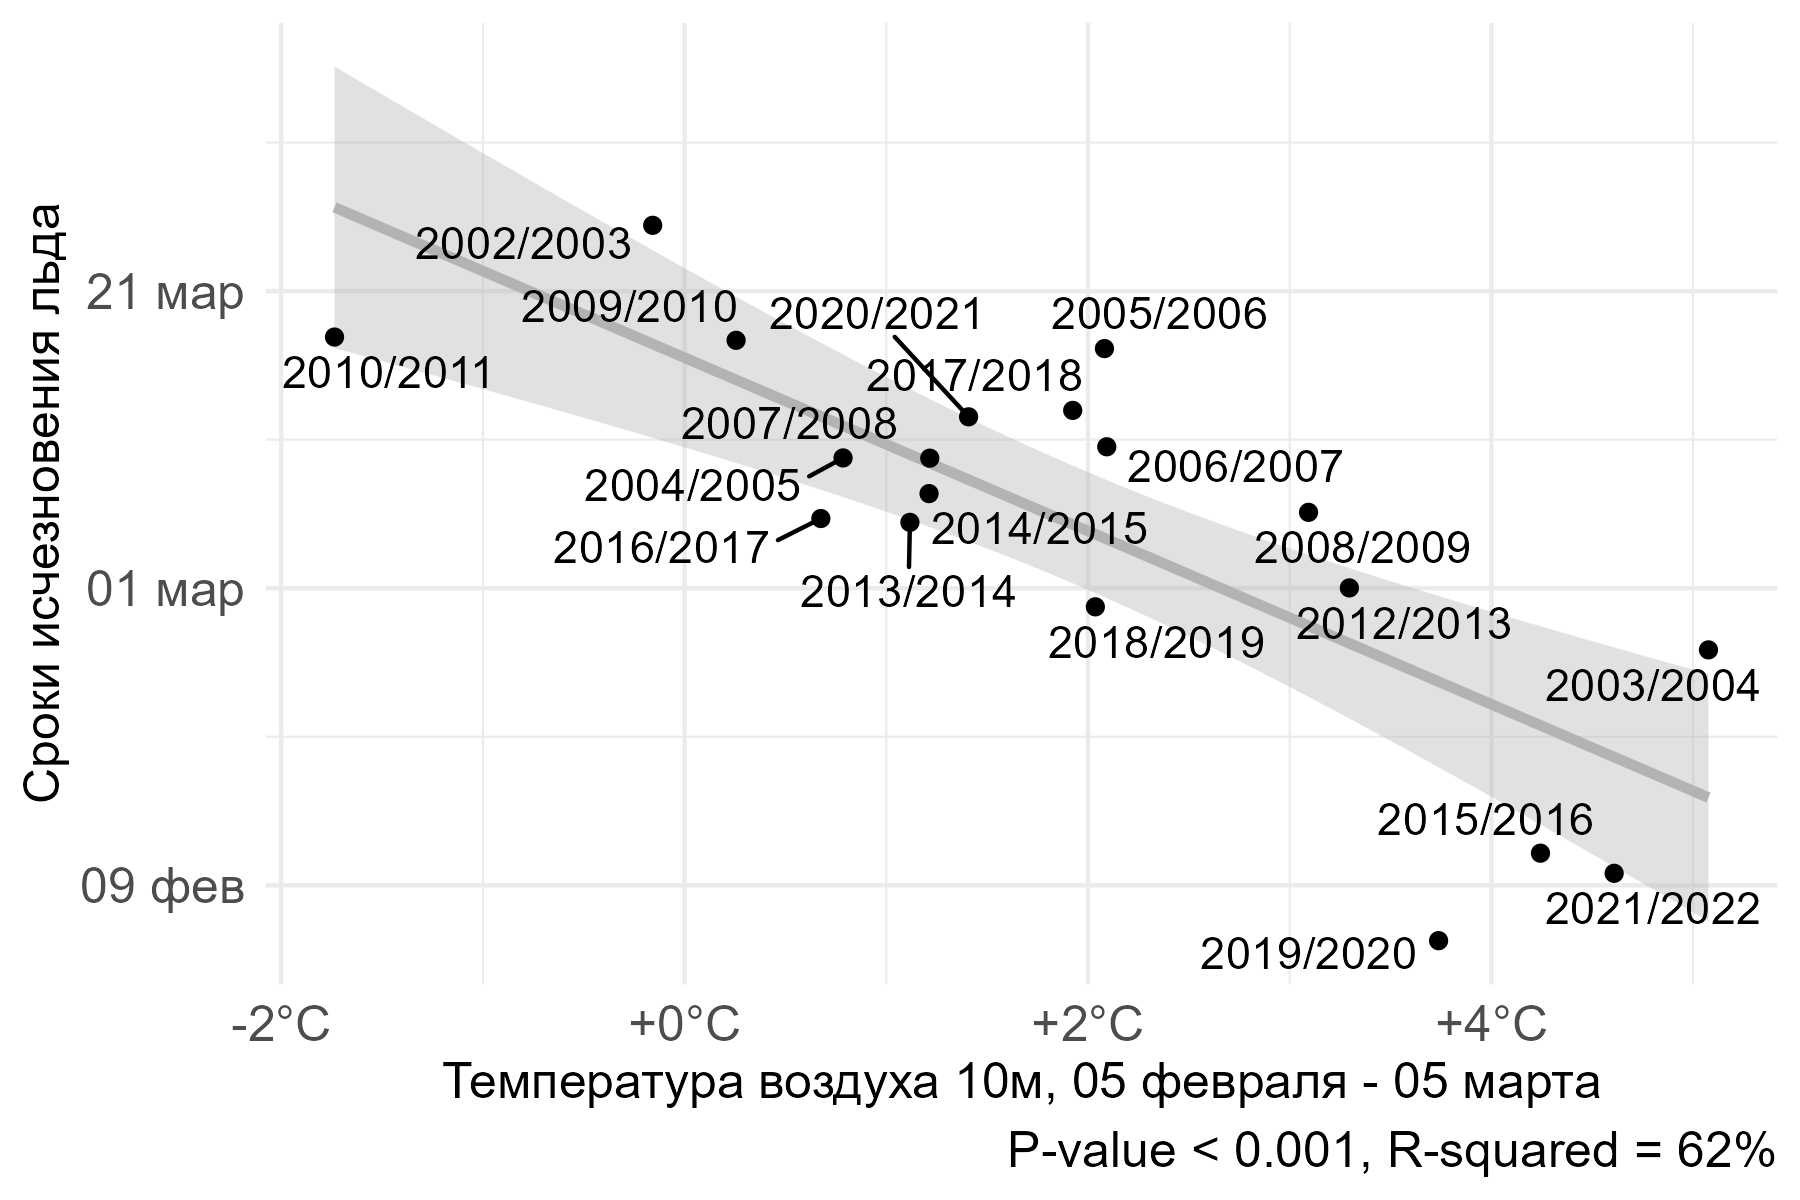 Сроки исчезновения льда
21 мар
01 мар
09 фев
2002/2003
2009/2010
2020/2021
2005/2006
2010/2011
2017/2018
2007/2008
2006/2007
2004/2005
2014/2015
2016/2017
2008/2009
2013/2014
2012/2013
2018/2019
2003/2004
2015/2016
2021/2022
2019/2020
-2°C +0°C +2°C +4°C
Температура воздуха 10м, 05 февраля - 05 марта
P-value < 0.001, R-squared = 62%